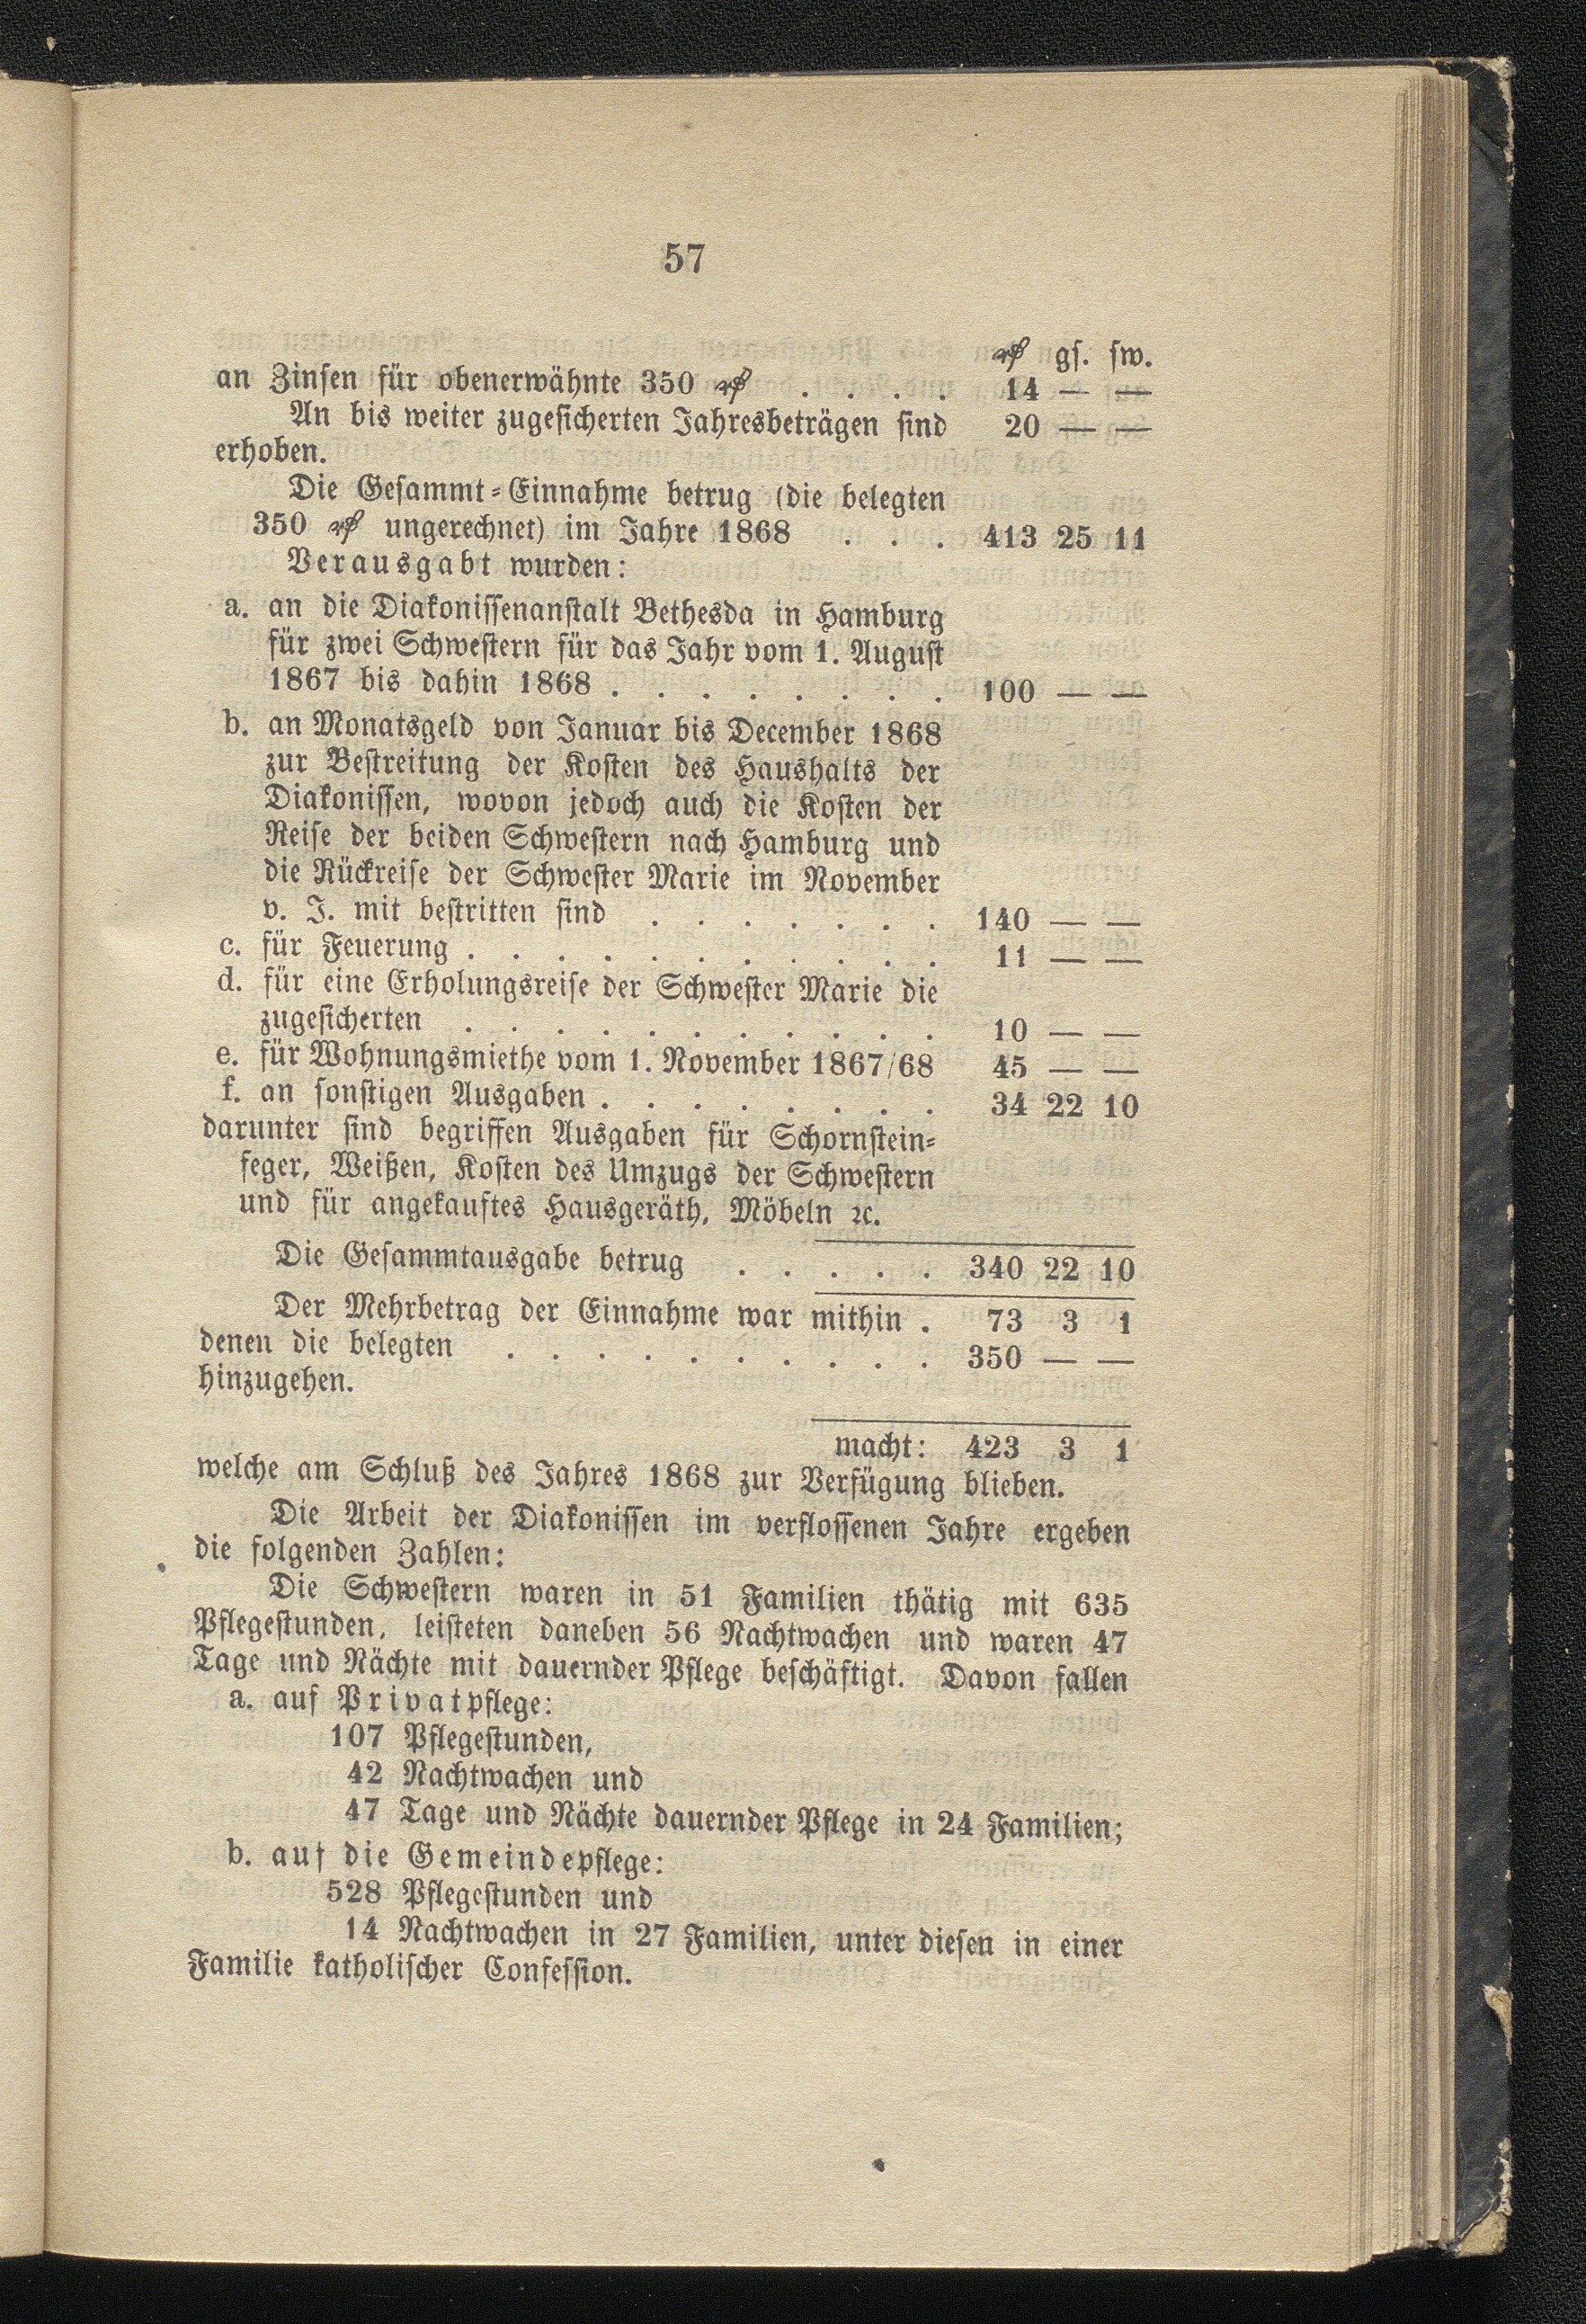 57
₰ gs. sw.
an Zinsen für obenerwähnte 350 ₰ . . . . 14 — —
An bis weiter zugesicherten Jahresbeträgen sind 20 — —
erhoben.
Die Gesammt-Einnahme betrug (die belegten
350 ₰ ungerechnet) im Jahre 1868 . . . 413 25 11
Verausgabt wurden:
a. an die Diakonissenanstalt Bethesda in Hamburg
für zwei Schwestern für das Jahr vom 1. August
1867 bis dahin 1868 . . . . . . . . 100 — —
b. an Monatsgeld von Januar bis December 1868
zur Bestreitung der Kosten des Haushalts der
Diakonissen, wovon jedoch auch die Kosten der
Reise der beiden Schwestern nach Hamburg und
die Rückreise der Schwester Marie im November
v. J. mit bestritten sind . . . . . . . 140 — —
c. für Feuerung . . . . . . . . . . . 11 — —
d. für eine Erholungsreise der Schwester Marie die
zugesicherten . . . . . . . . . . . 10 — —
e. für Wohnungsmiethe vom 1. November 1867/68 45 — —
f. an sonstigen Ausgaben . . . . . . . . 34 22 10
darunter sind begriffen Ausgaben für Schornstein-
feger, Weißen, Kosten des Umzugs der Schwestern
und für angekauftes Hausgeräth, Möbeln ꝛc.
Die Gesammtausgabe betrug . . . . . 340 22 10
Der Mehrbetrag der Einnahme war mithin . 73 3 1
denen die belegten . . . . . . . . . . 350 — —
hinzugehen.
macht: 423 3 1
welche am Schluß des Jahres 1868 zur Verfügung blieben.
Die Arbeit der Diakonissen im verflossenen Jahre ergeben
die folgenden Zahlen:
Die Schwestern waren in 51 Familien thätig mit 635
Pflegestunden, leisteten daneben 56 Nachtwachen und waren 47
Tage und Nächte mit dauernder Pflege beschäftigt. Davon fallen
a. auf Privatpflege:
107 Pflegestunden,
42 Nachtwachen und
47 Tage und Nächte dauernder Pflege in 24 Familien;
b. auf die Gemeindepflege:
528 Pflegestunden und
14 Nachtwachen in 27 Familien, unter diesen in einer
Familie katholischer Confession.